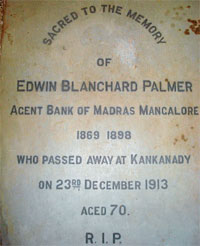 SACRED TO THE MEMORY
OF
EDWIN BLANCHARD PALMER
AGENT BANK OF MADRAS MANGALORE
1869 1898
WHO PASSED AWAY AT KANKANADY
ON 23RD DECEMBER 1913
AGED 70.
R.I.P.